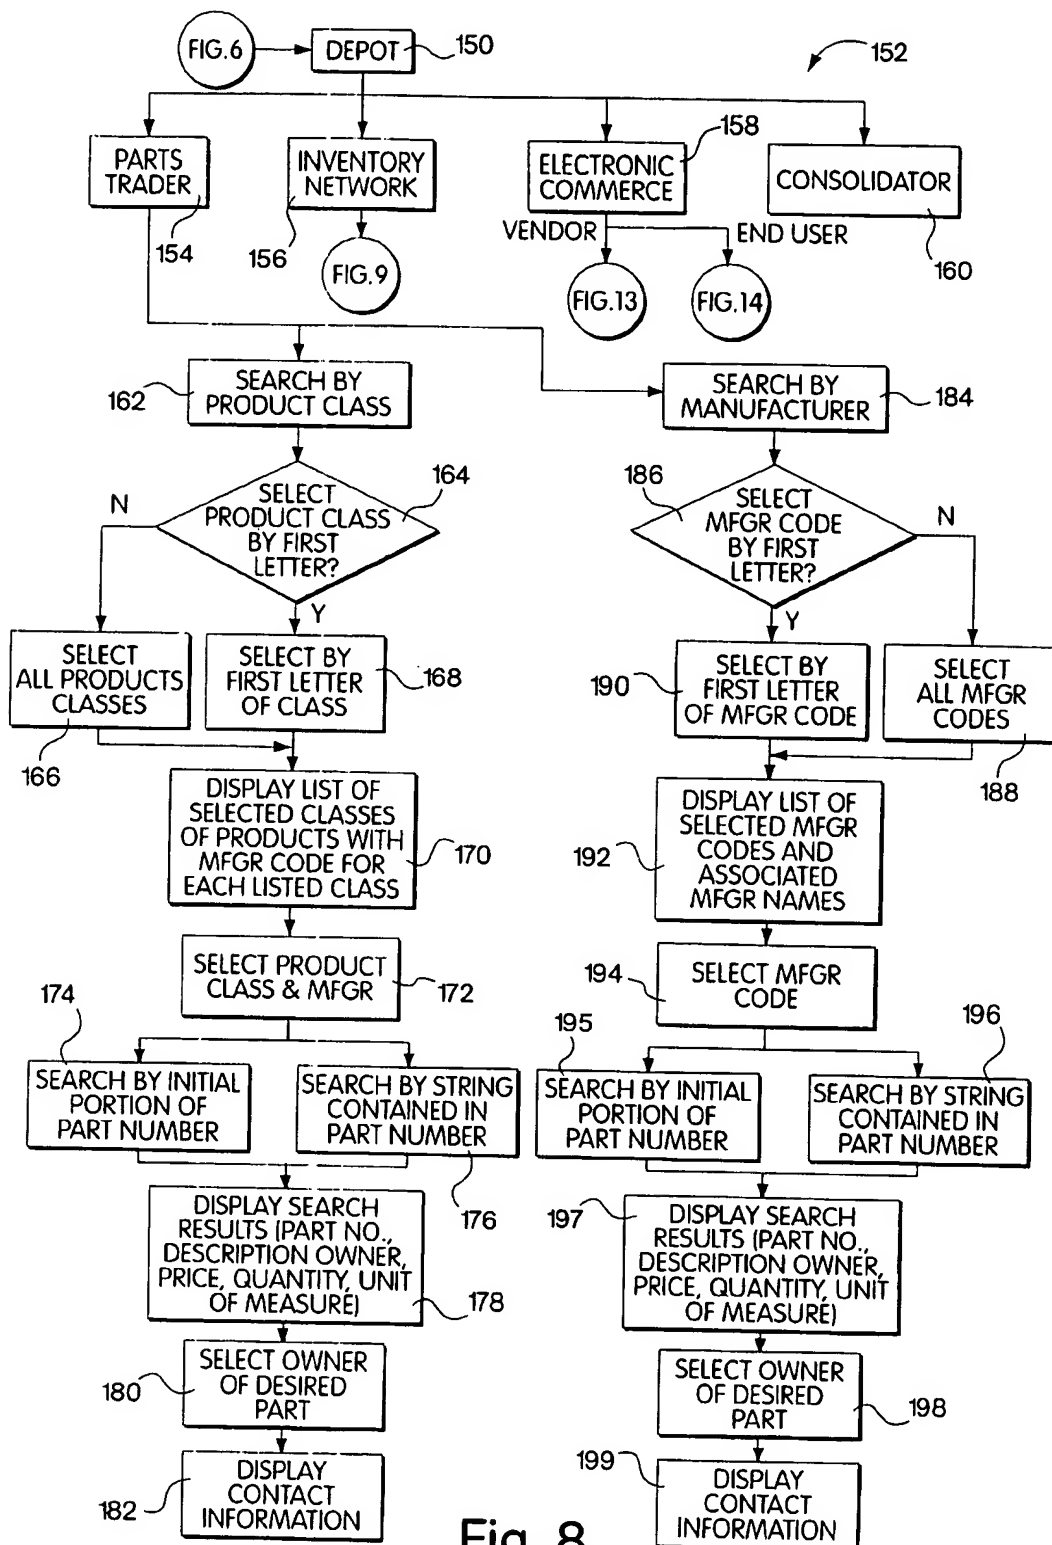 FIG.6
DEPOT
150
152
PARTS
TRADER
154
INVENTORY
NETWORK
156
FIG.9
ELECTRONIC
COMMERCE
158
VENDOR
END USER
FIG.13
FIG.14
CONSOLIDATOR
160
SEARCH BY
PRODUCT CLASS
162
SEARCH BY
MANUFACTURER
184
SELECT
PRODUCT CLASS
BY FIRST
LETTER?
164
N
Y
SELECT
MFGR CODE
BY FIRST
LETTER?
186
N
Y
SELECT
ALL PRODUCTS
CLASSES
166
SELECT BY
FIRST LETTER
OF CLASS
168
SELECT BY
FIRST LETTER
OF MFGR CODE
190
SELECT
ALL MFGR
CODES
188
DISPLAY LIST OF
SELECTED CLASSES
OF PRODUCTS WITH
MFGR CODE FOR
EACH LISTED CLASS
170
DISPLAY LIST OF
SELECTED MFGR
CODES AND
ASSOCIATED
MFGR NAMES
192
SELECT PRODUCT
CLASS & MFGR
172
SELECT MFGR
CODE
194
174
SEARCH BY INITIAL
PORTION OF
PART NUMBER
SEARCH BY STRING
CONTAINED IN
PART NUMBER
176
195
SEARCH BY INITIAL
PORTION OF
PART NUMBER
196
SEARCH BY STRING
CONTAINED IN
PART NUMBER
DISPLAY SEARCH
RESULTS (PART NO.,
DESCRIPTION OWNER,
PRICE, QUANTITY, UNIT
OF MEASURE)
178
197
DISPLAY SEARCH
RESULTS (PART NO.,
DESCRIPTION OWNER,
PRICE, QUANTITY, UNIT
OF MEASURE)
SELECT OWNER
OF DESIRED
PART
180
SELECT OWNER
OF DESIRED
PART
198
DISPLAY
CONTACT
INFORMATION
182
199
DISPLAY
CONTACT
INFORMATION
Fig. 8